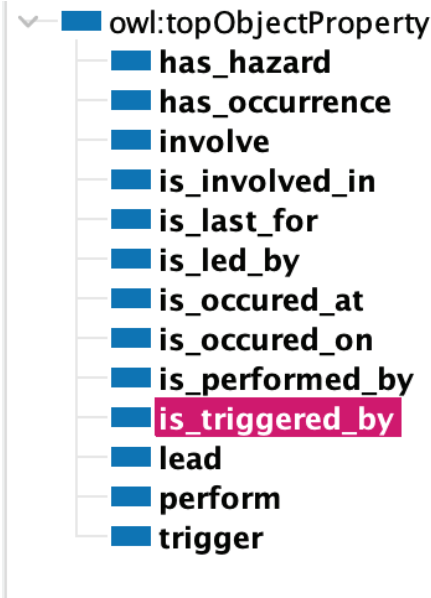 owl:topObjectProperty
has_hazard
has_occurrence
involve
is_involved_in
is_last_for
is_led_by
is_occured_at
is_occured_on
is_performed_by
is_triggered_by
lead
perform
trigger